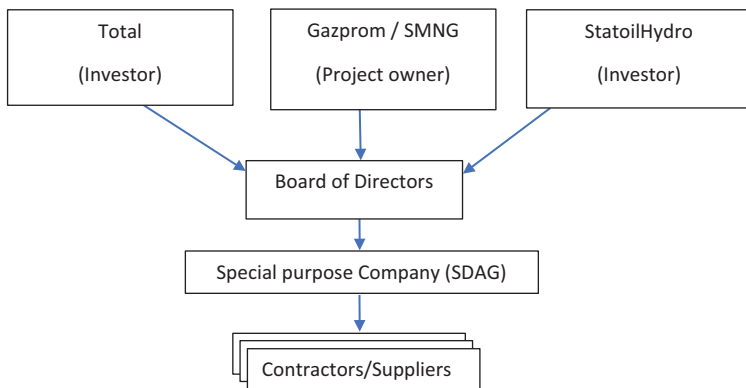 Total
(Investor)
Gazprom / SMNG
(Project owner)
StatoilHydro
(Investor)
Board of Directors
Special purpose Company (SDAG)
Contractors/Suppliers